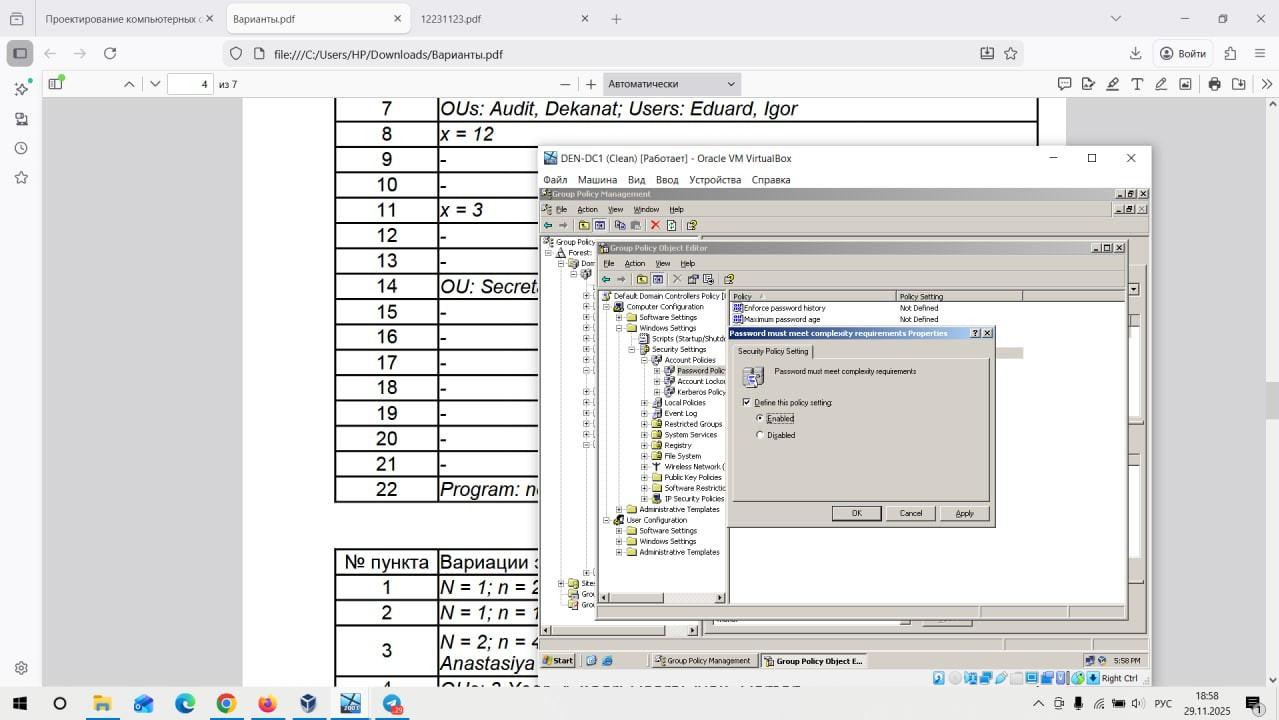 Проектирование компьютерных с
Варианты.pdf
12231123.pdf
file:///C:/Users/HP/Downloads/Варианты.pdf
Войти
4 из 7
Автоматически
7 OUs: Audit, Dekanat; Users: Eduard, Igor
8 x = 12
9 -
10 -
11 x = 3
12 -
13 -
14 OU: Secret
15 -
16 -
17 -
18 -
19 -
20 -
21 -
22 Program: n
№ пункта Вариации
1 N = 1; n = 2
2 N = 1; n = 1
3 N = 2; n = 4
Anastasiya
DEN-DC1 (Clean) [Работает] - Oracle VM VirtualBox
Файл Машина Вид Ввод Устройства Справка
Group Policy Management
File Action View Window Help
Group Policy
Forest:
Dom
Site
Grou
Grou
Group Policy Object Editor
File Action View Help
Default Domain Controllers Policy [
Computer Configuration
Software Settings
Windows Settings
Scripts (Startup/Shutdo
Security Settings
Account Policies
Password Polic
Account Lockou
Kerberos Policy
Local Policies
Event Log
Restricted Groups
System Services
Registry
File System
Wireless Network (
Public Key Policies
Software Restrictio
IP Security Policies
Administrative Templates
User Configuration
Software Settings
Windows Settings
Administrative Templates
Policy Policy Setting
Enforce password history Not Defined
Maximum password age Not Defined
Password must meet complexity requirements Properties
Security Policy Setting
Password must meet complexity requirements
Define this policy setting:
Enabled
Disabled
OK Cancel Apply
Start
Group Policy Management
Group Policy Object E...
5:58 PM
Right Ctrl
РУС
18:58
29.11.2025